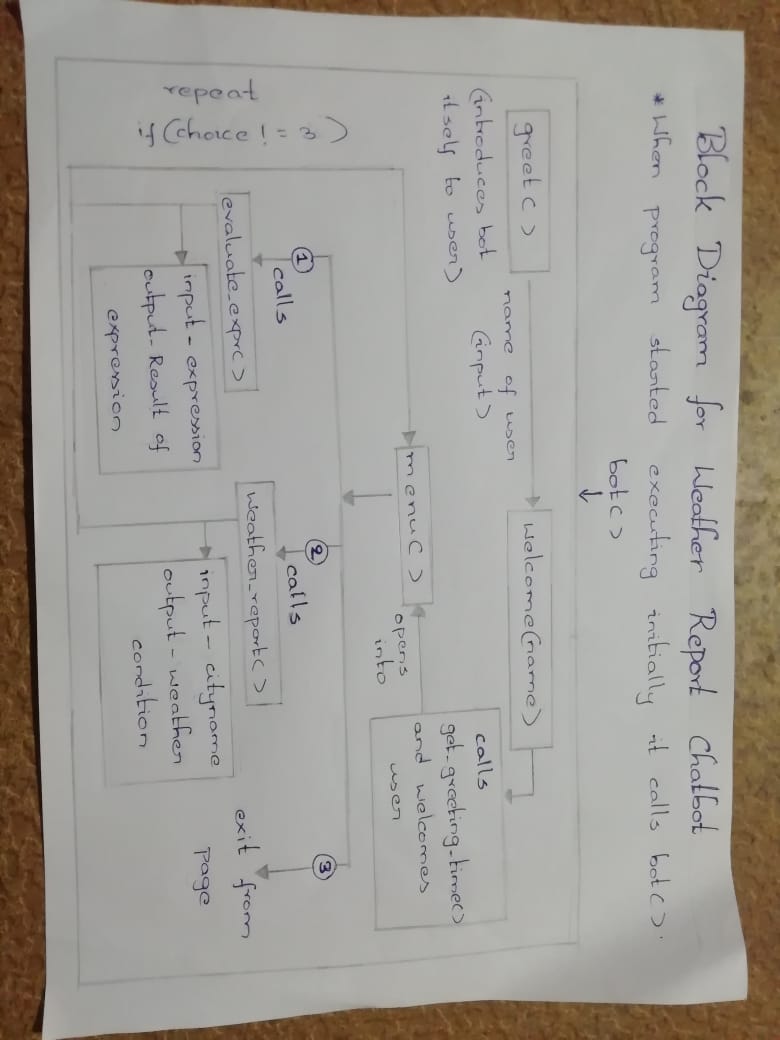 Block Diagram for Weather Report Chatbot
* When program started executing initially it calls bot().
bot()
↓
greet()
(introduces bot
itself to user)
name of user
(input)
welcome(name)
calls
get_greeting-time()
and welcomes
user
opens
into
menu()
repeat
if (choice != 3)
1
calls
evaluate_expr()
input - expression
output - Result of
expression
2
calls
weather_report()
input - cityname
output - weather
condition
3
exit from
page